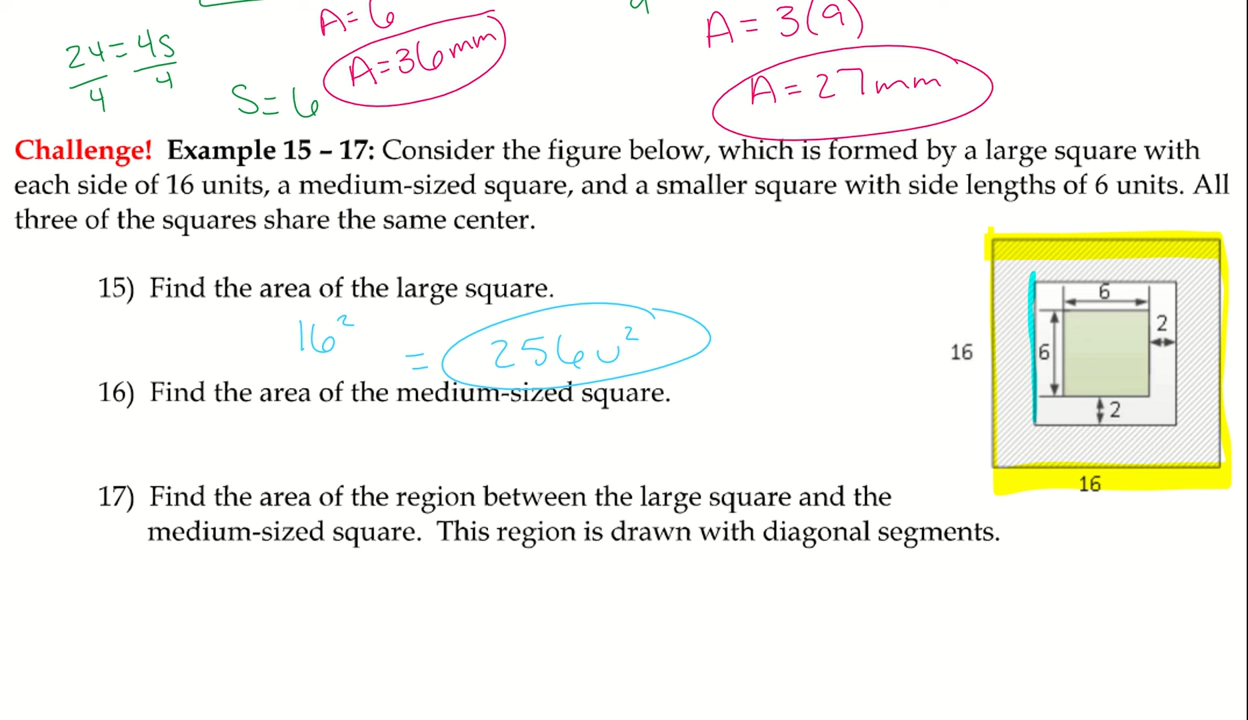 A = 6
A = 3(9)
24 = 4S
4 4
A = 36mm
A = 27mm
S = 6
Challenge! Example 15 – 17: Consider the figure below, which is formed by a large square with
each side of 16 units, a medium-sized square, and a smaller square with side lengths of 6 units. All
three of the squares share the same center.
15) Find the area of the large square.
16² = 256u²
16) Find the area of the medium-sized square.
17) Find the area of the region between the large square and the
medium-sized square. This region is drawn with diagonal segments.
6
2
16
6
2
16